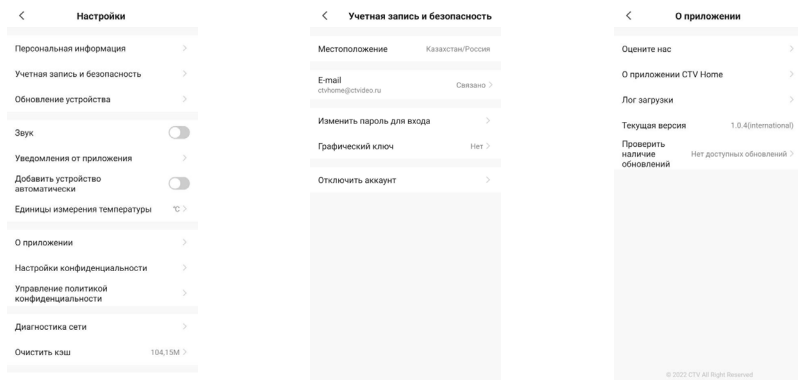 Настройки
Персональная информация
Учетная запись и безопасность
Обновление устройства
Звук
Уведомления от приложения
Добавить устройство
автоматически
Единицы измерения температуры °C
О приложении
Настройки конфиденциальности
Управление политикой
конфиденциальности
Диагностика сети
Очистить кэш 104,15M
Учетная запись и безопасность
Местоположение Казахстан/Россия
E-mail
ctvhome@ctvideo.ru
Связано
Изменить пароль для входа
Графический ключ Нет
Отключить аккаунт
О приложении
Оцените нас
О приложении CTV Home
Лог загрузки
Текущая версия 1.0.4(international)
Проверить
наличие
обновлений
Нет доступных обновлений
© 2023 CTV All Right Reserved